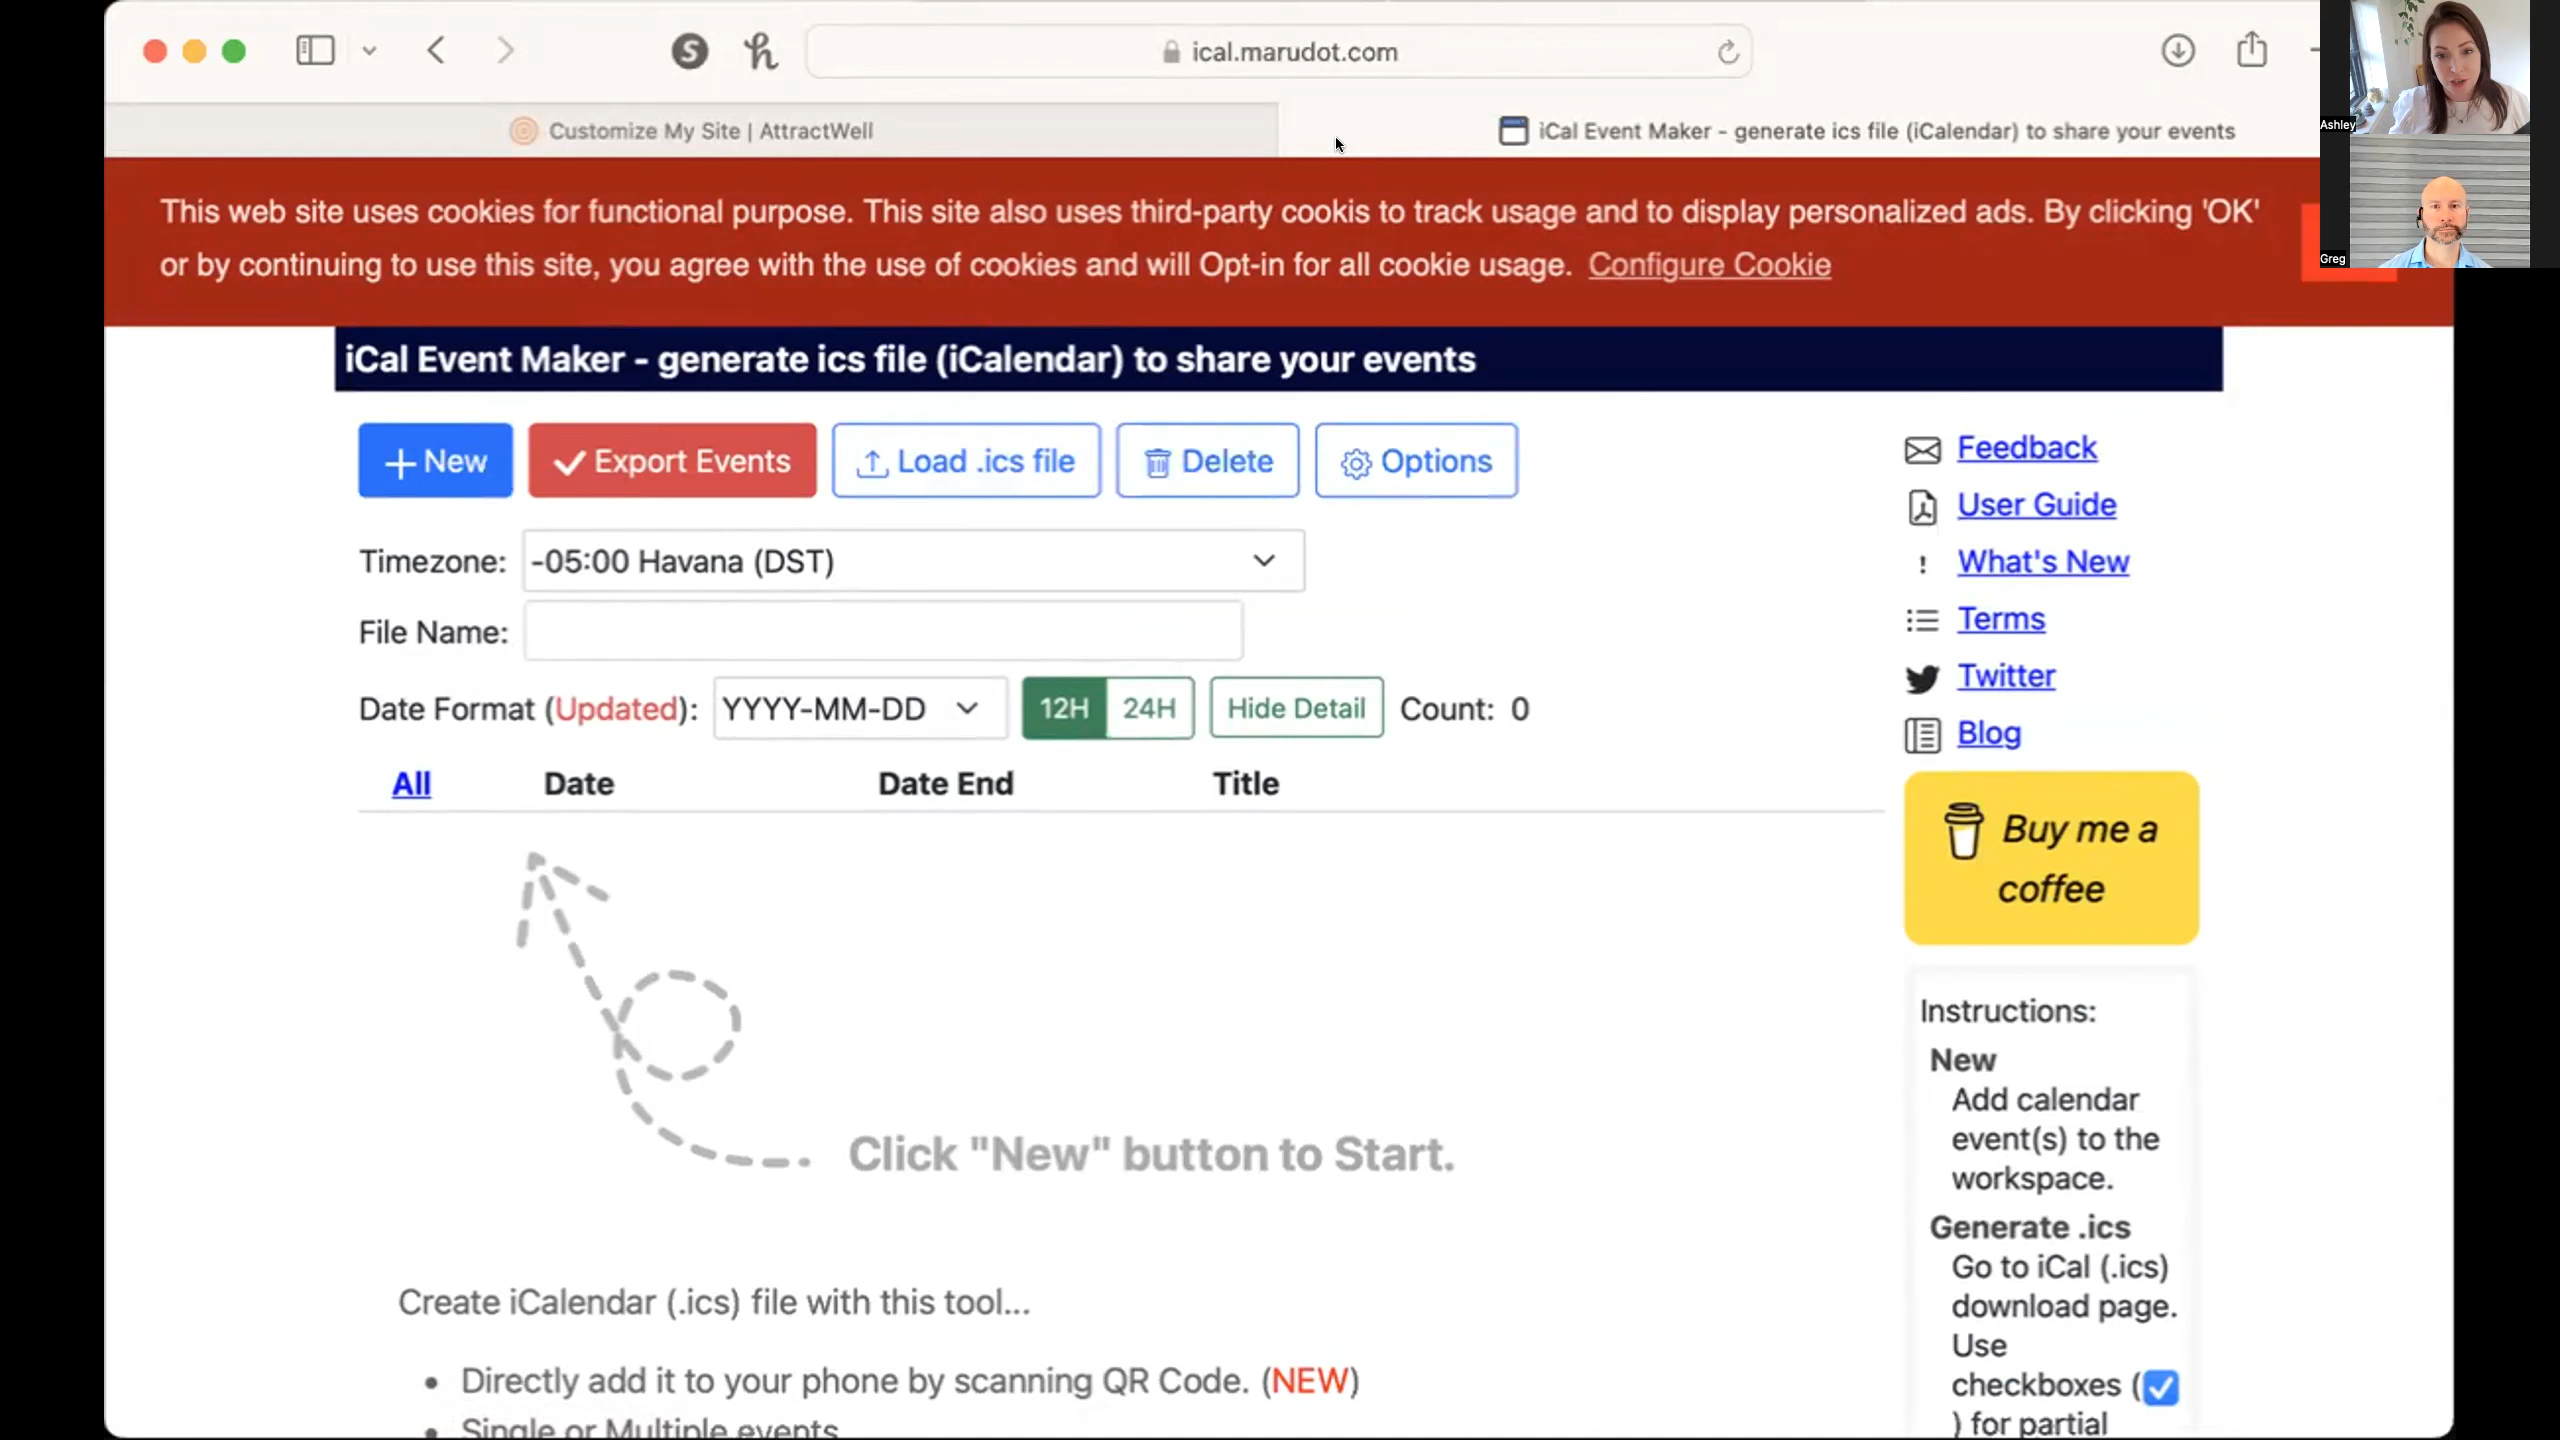 ical.marudot.com
Customize My Site | AttractWell
iCal Event Maker - generate ics file (iCalendar) to share your events
Ashley
Greg
This web site uses cookies for functional purpose. This site also uses third-party cookis to track usage and to display personalized ads. By clicking 'OK'
or by continuing to use this site, you agree with the use of cookies and will Opt-in for all cookie usage. Configure Cookie
iCal Event Maker - generate ics file (iCalendar) to share your events
New
Export Events
Load .ics file
Delete
Options
Timezone: -05:00 Havana (DST)
File Name:
Date Format (Updated): YYYY-MM-DD 12H 24H Hide Detail Count: 0
All Date Date End Title
Click "New" button to Start.
Create iCalendar (.ics) file with this tool...
• Directly add it to your phone by scanning QR Code. (NEW)
• Single or Multiple events
Feedback
User Guide
What's New
Terms
Twitter
Blog
Buy me a
coffee
Instructions:
New
Add calendar
event(s) to the
workspace.
Generate .ics
Go to iCal (.ics)
download page.
Use
checkboxes (
) for partial